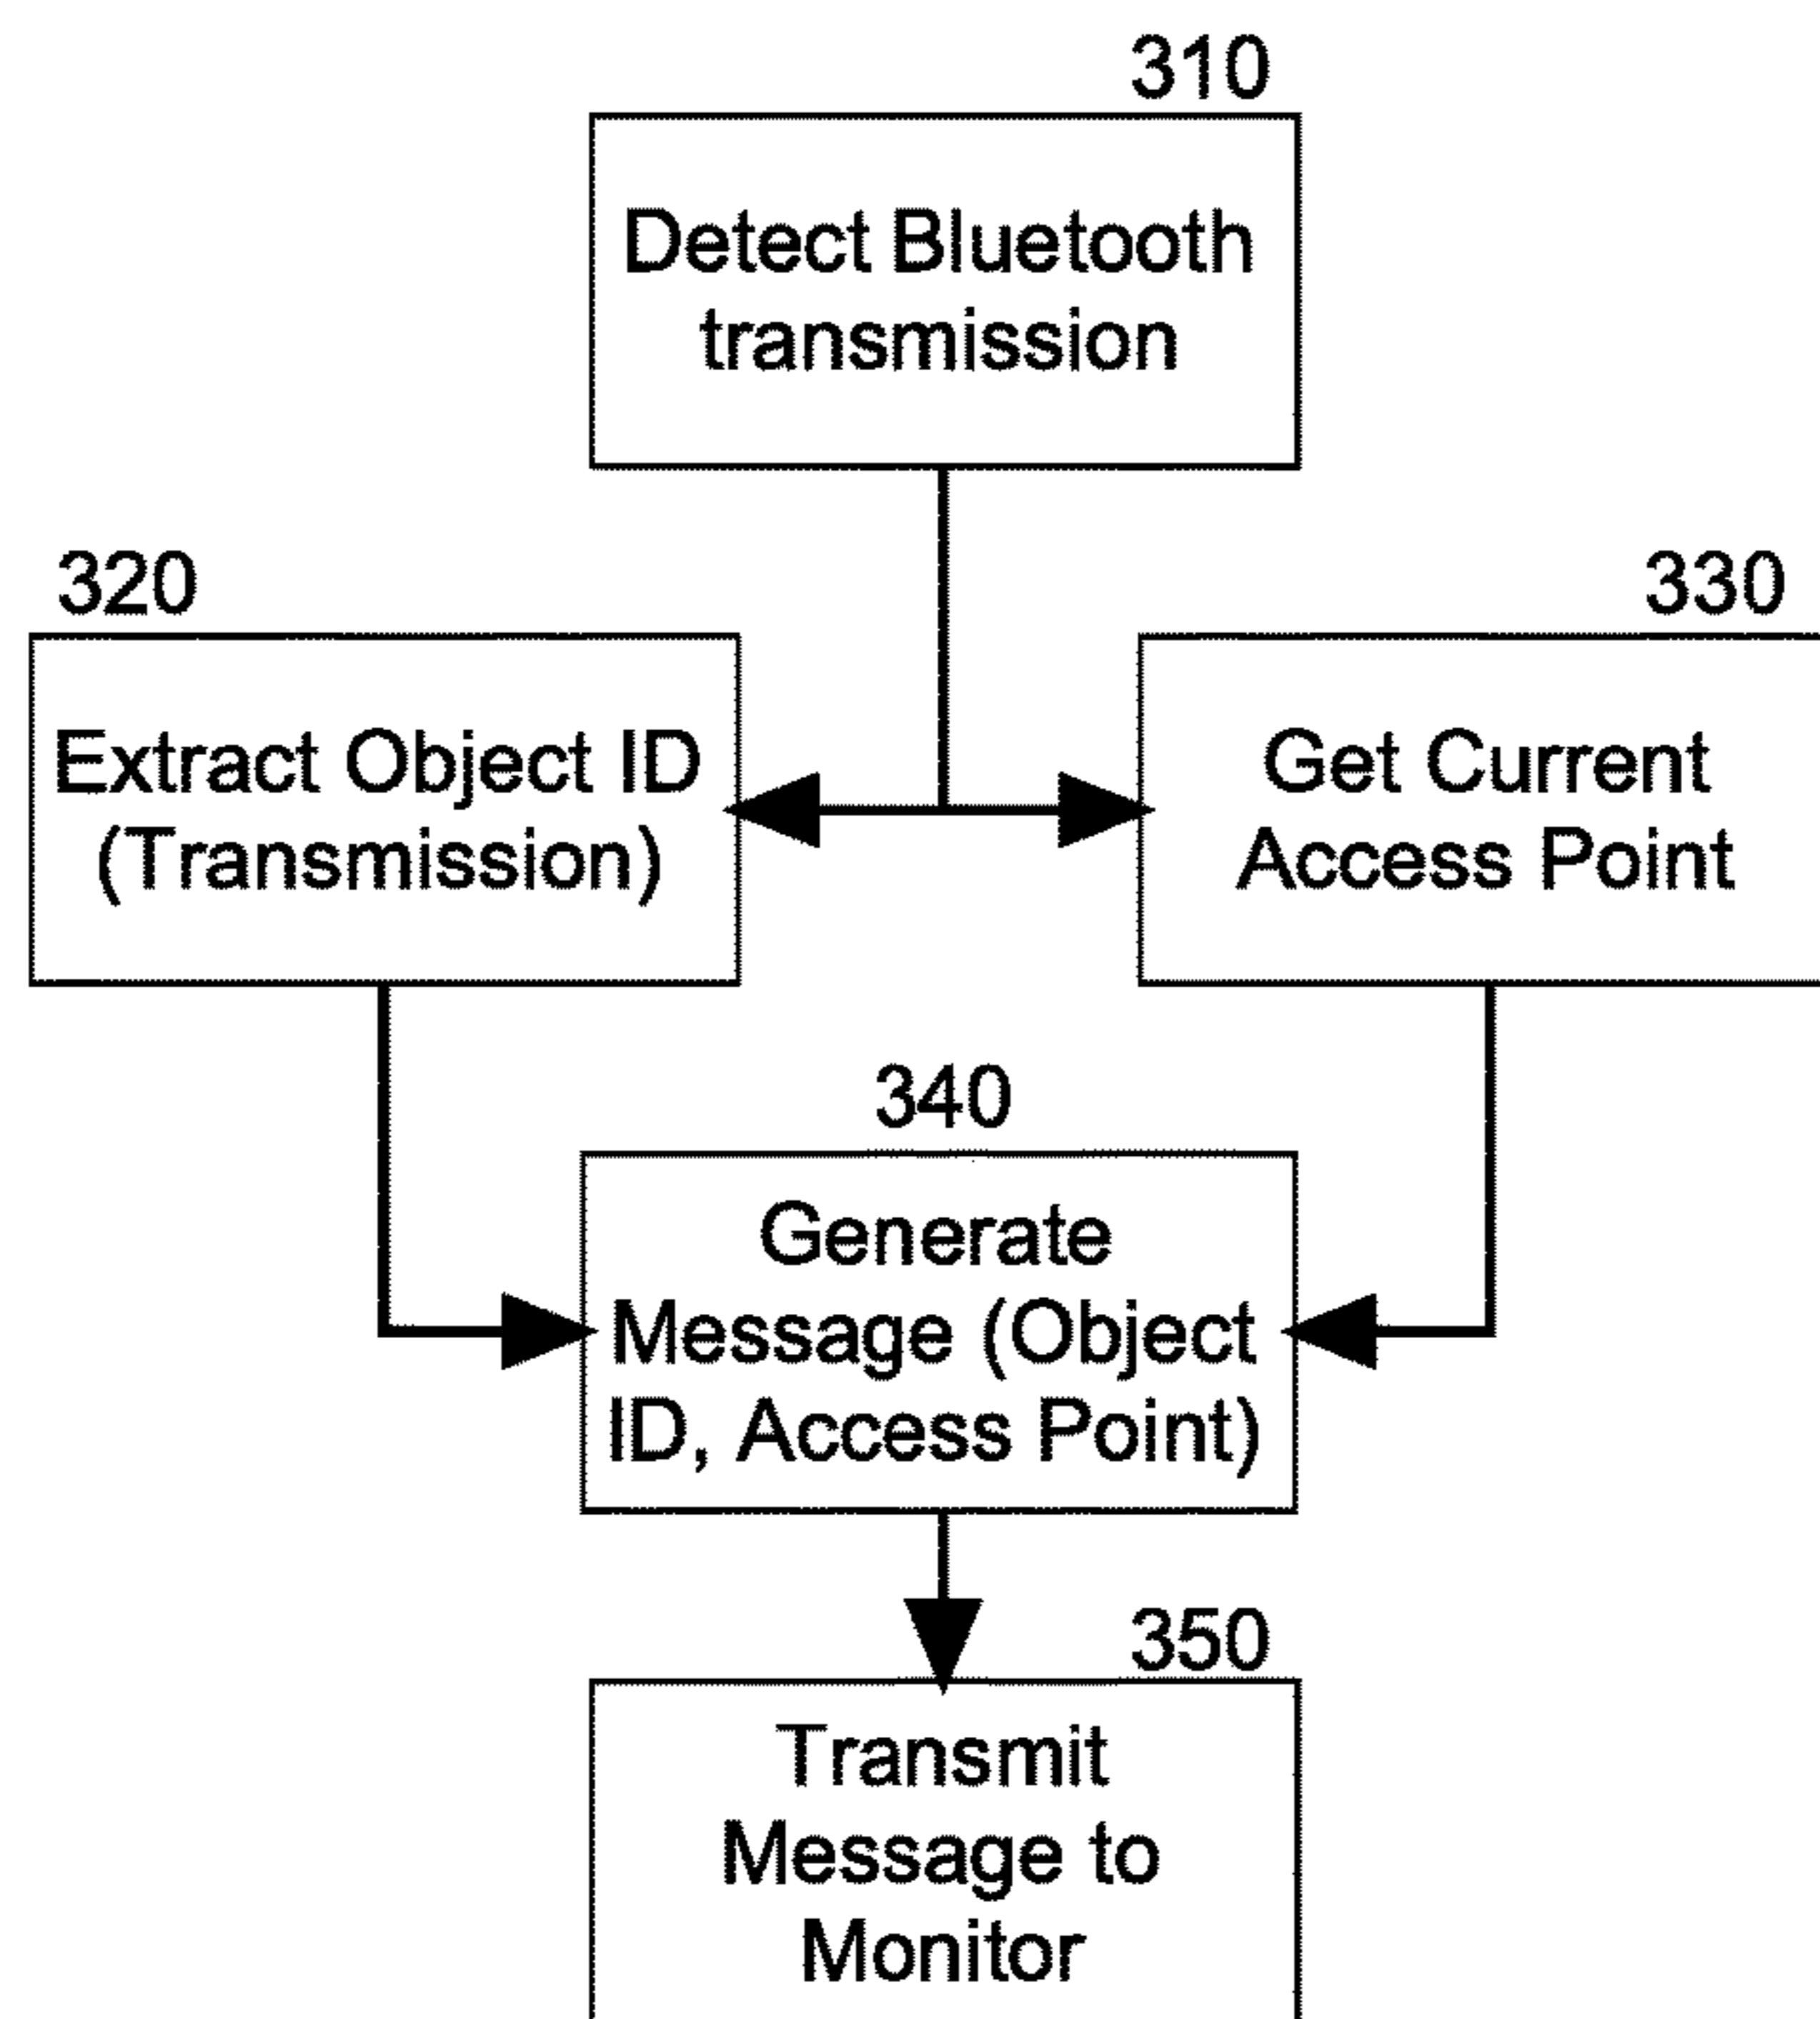 310
Detect Bluetooth
transmission
320
Extract Object ID
(Transmission)
330
Get Current
Access Point
340
Generate
Message (Object
ID, Access Point)
350
Transmit
Message to
Monitor